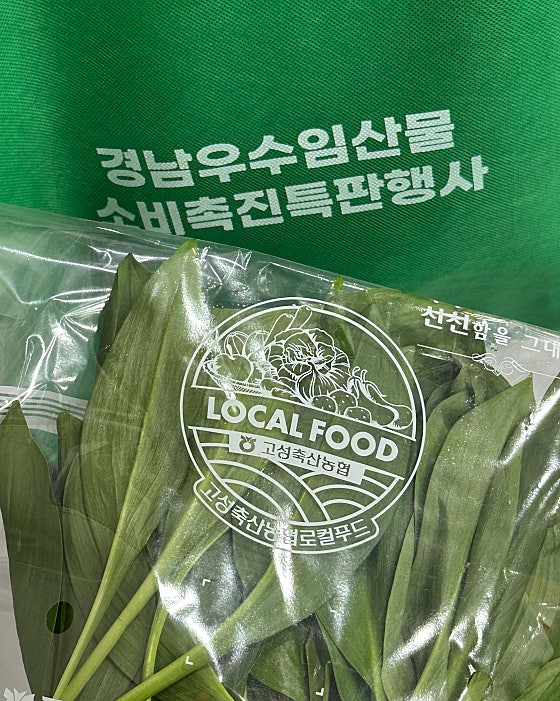 경남우수임산물
소비촉진특판행사
신선함을 그대
LOCAL FOOD
고성축산농협
고성축산농협로컬푸드